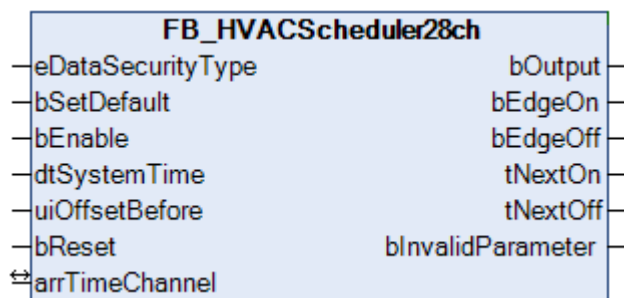 FB_HVACScheduler28ch
eDataSecurityType bOutput
bSetDefault bEdgeOn
bEnable bEdgeOff
dtSystemTime tNextOn
uiOffsetBefore tNextOff
bReset bInvalidParameter
arrTimeChannel